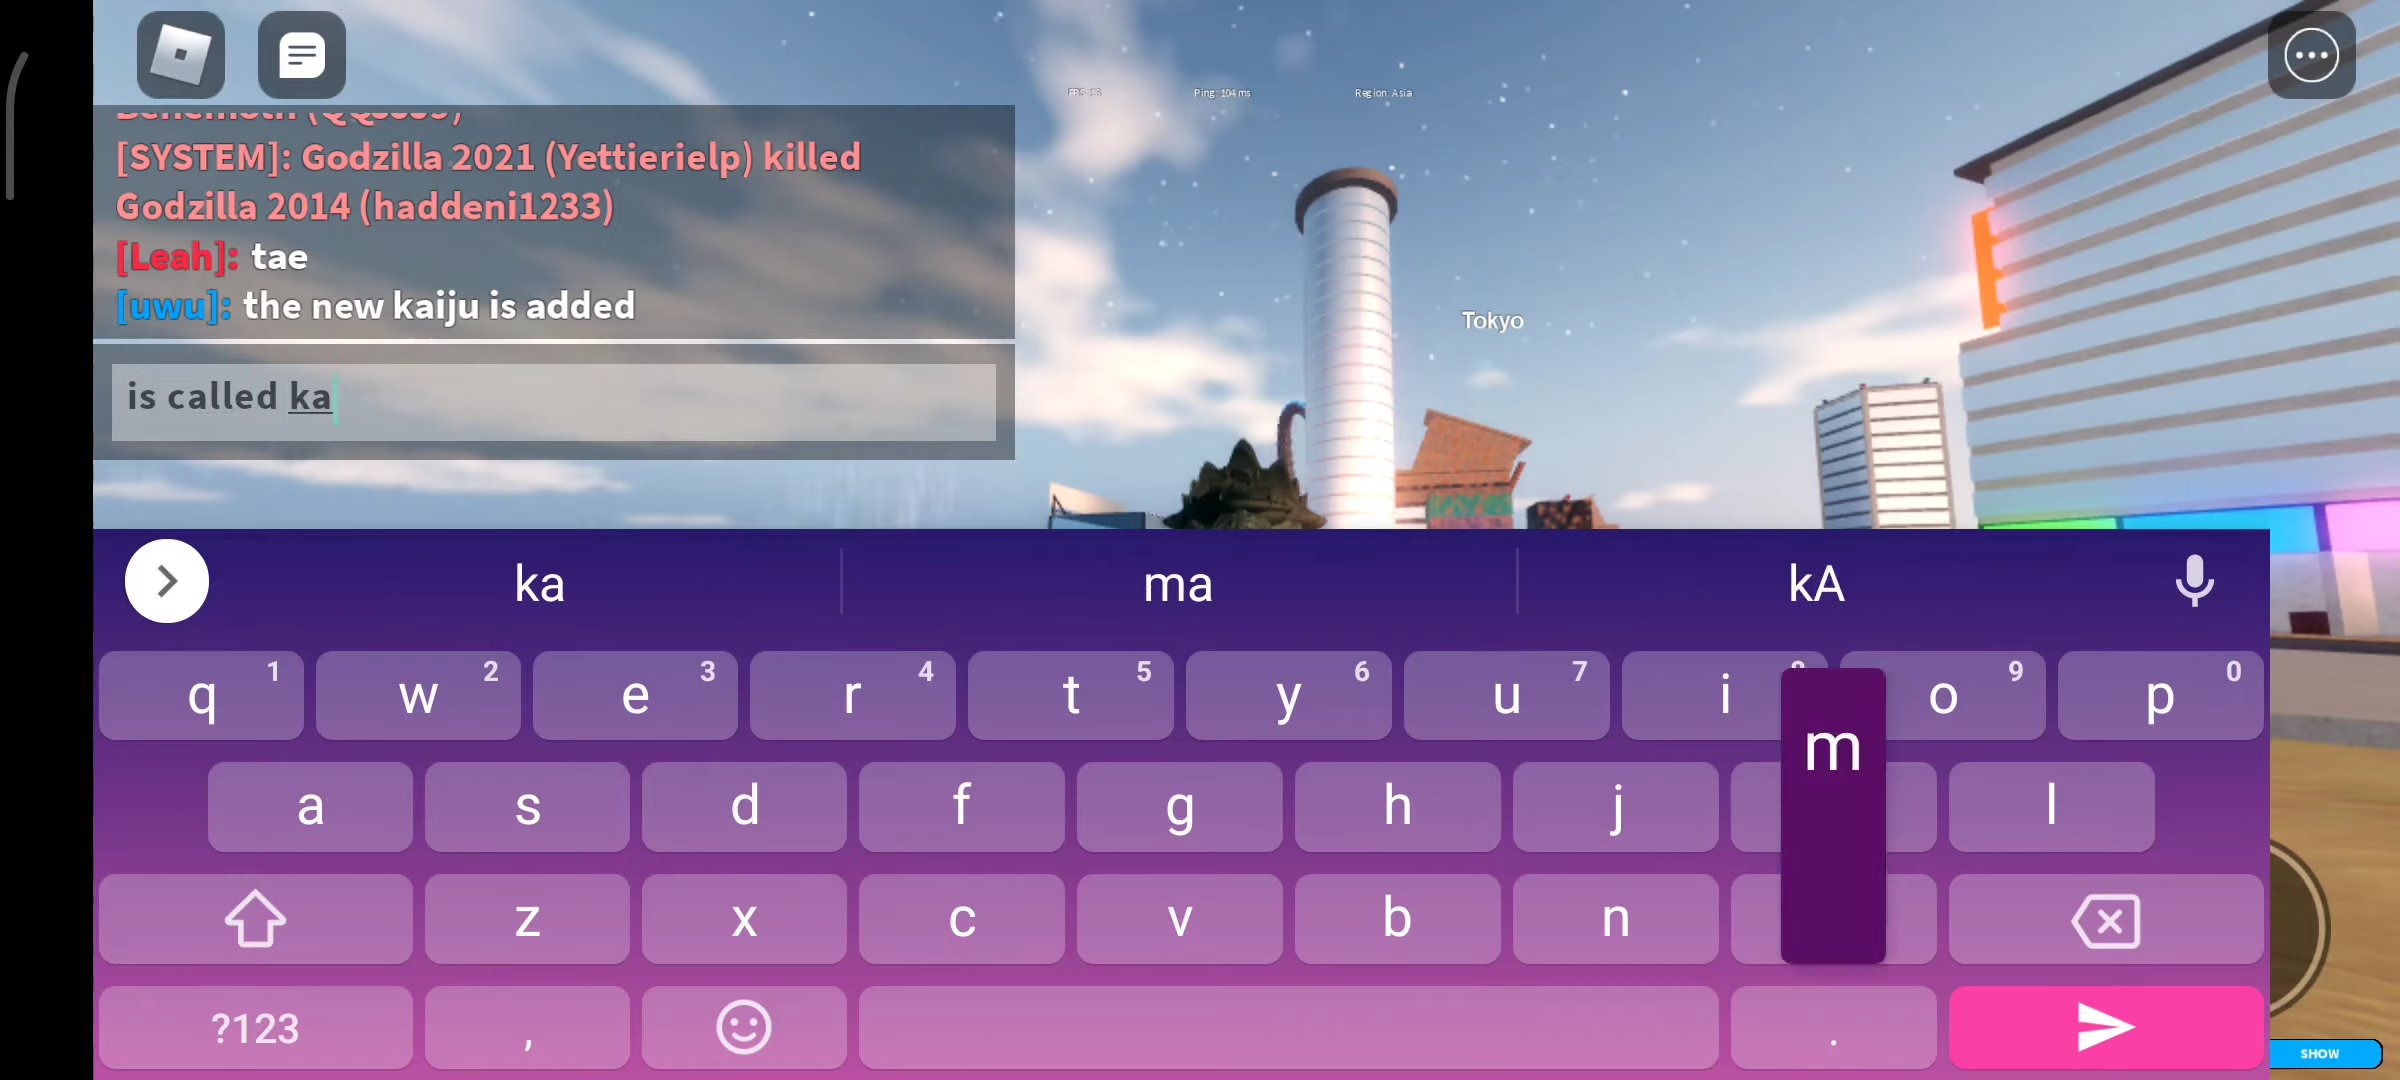 Ping: 104 ms
Region: Asia
Behemoth
[SYSTEM]: Godzilla 2021 (Yettierielp) killed
Godzilla 2014 (haddeni1233)
[Leah]: tae
[uwu]: the new kaiju is added
Tokyo
is called ka
ka
ma
kA
q 1 w 2 e 3 r 4 t 5 y 6 u 7 i o 9 p 0
m
a s d f g h j l
z x c v b n
?123 , .
SHOW